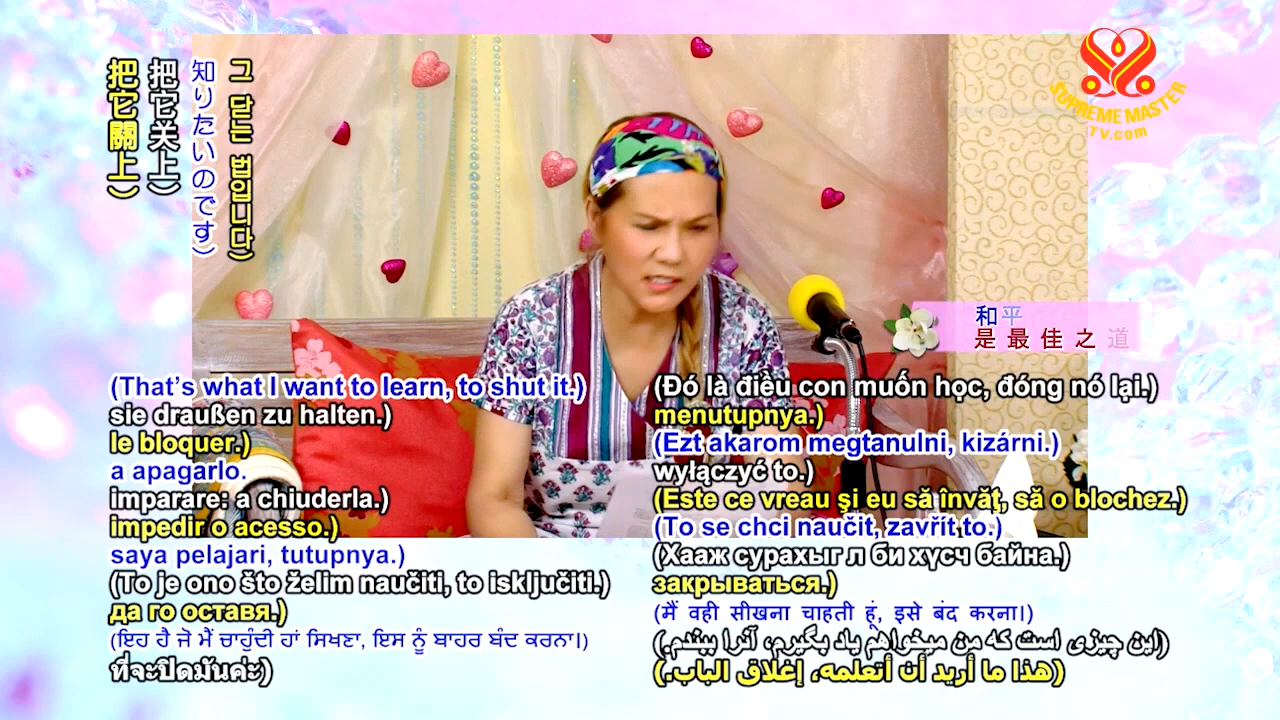 把它關上）
把它关上）
知りたいのです）
그 닫는 법입니다)
SUPREME MASTER
TV.com
和平
是最佳之道
(That's what I want to learn, to shut it.)
sie draußen zu halten.)
le bloquer.)
a apagarlo.
imparare: a chiuderla.)
impedir o acesso.)
saya pelajari, tutupnya.)
(To je ono što želim naučiti, to isključiti.)
да го оставя.)
(ਇਹ ਹੈ ਜੋ ਮੈਂ ਚਾਹੁੰਦੀ ਹਾਂ ਸਿਖਣਾ, ਇਸ ਨੂੰ ਬਾਹਰ ਬੰਦ ਕਰਨਾ।)
ที่จะปิดมันค่ะ)
(Đó là điều con muốn học, đóng nó lại.)
menutupnya.)
(Ezt akarom megtanulni, kizárni.)
wyłączyć to.)
(Este ce vreau şi eu să învăţ, să o blochez.)
(To se chci naučit, zavřít to.)
(Хааж сурахыг л би хүсч байна.)
закрываться.)
(मैं वही सीखना चाहती हूं, इसे बंद करना।)
(این چیزی است که من میخواهم یاد بگیرم، آنرا ببندم.)
(هذا ما أريد أن أتعلمه، إغلاق الباب.)